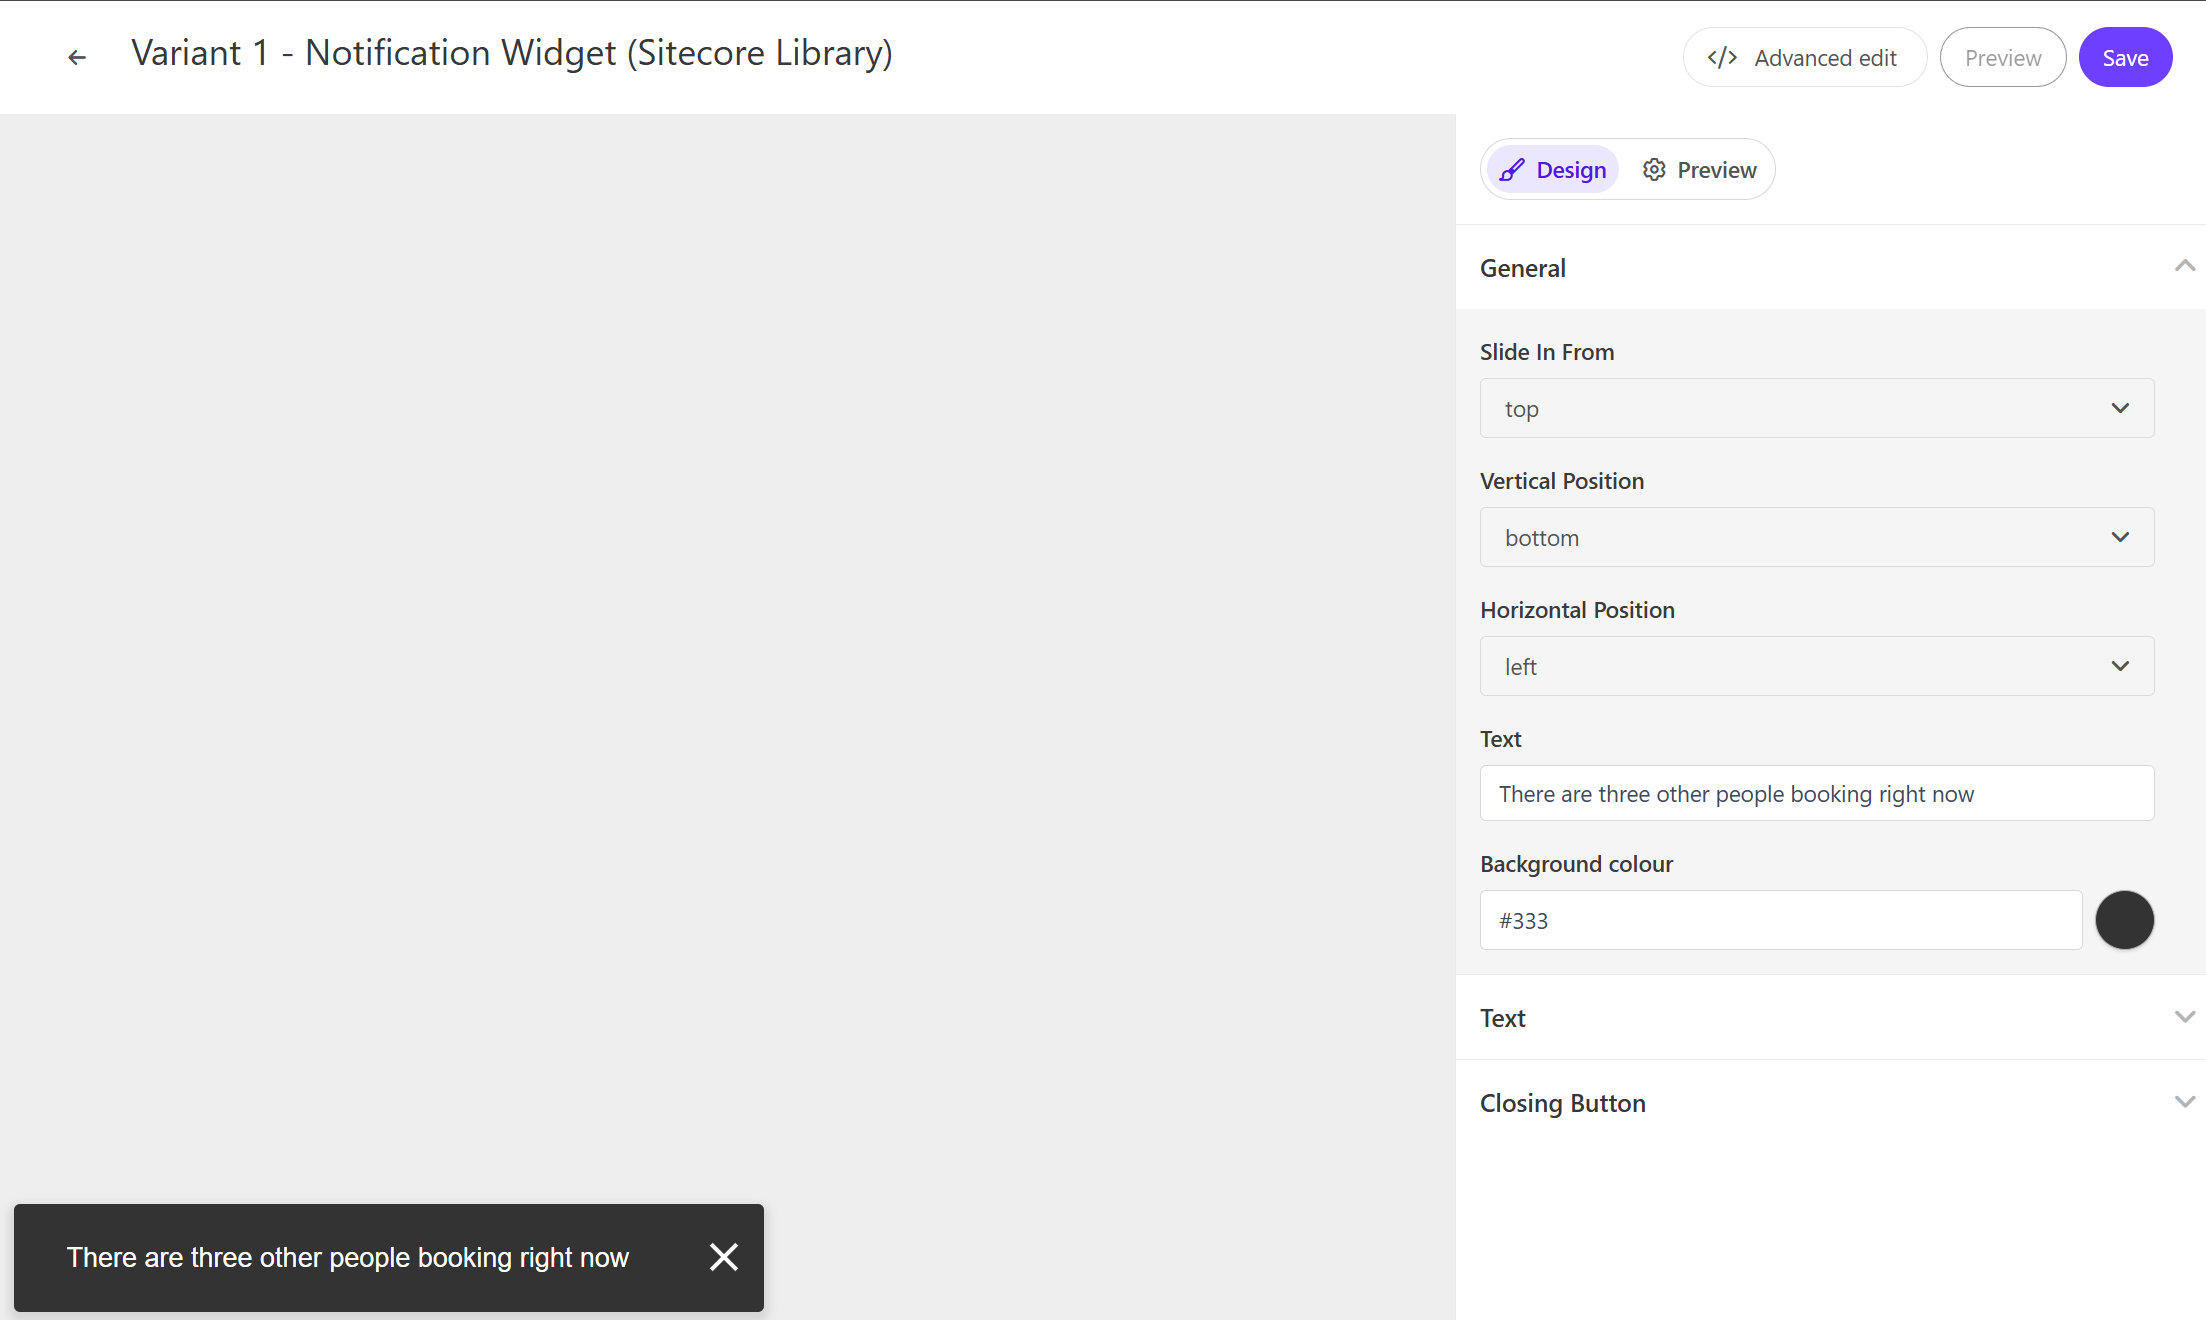 Variant 1 - Notification Widget (Sitecore Library)
</> Advanced edit
Preview
Save
Design
Preview
General
Slide In From
top
Vertical Position
bottom
Horizontal Position
left
Text
There are three other people booking right now
Background colour
#333
Text
Closing Button
There are three other people booking right now